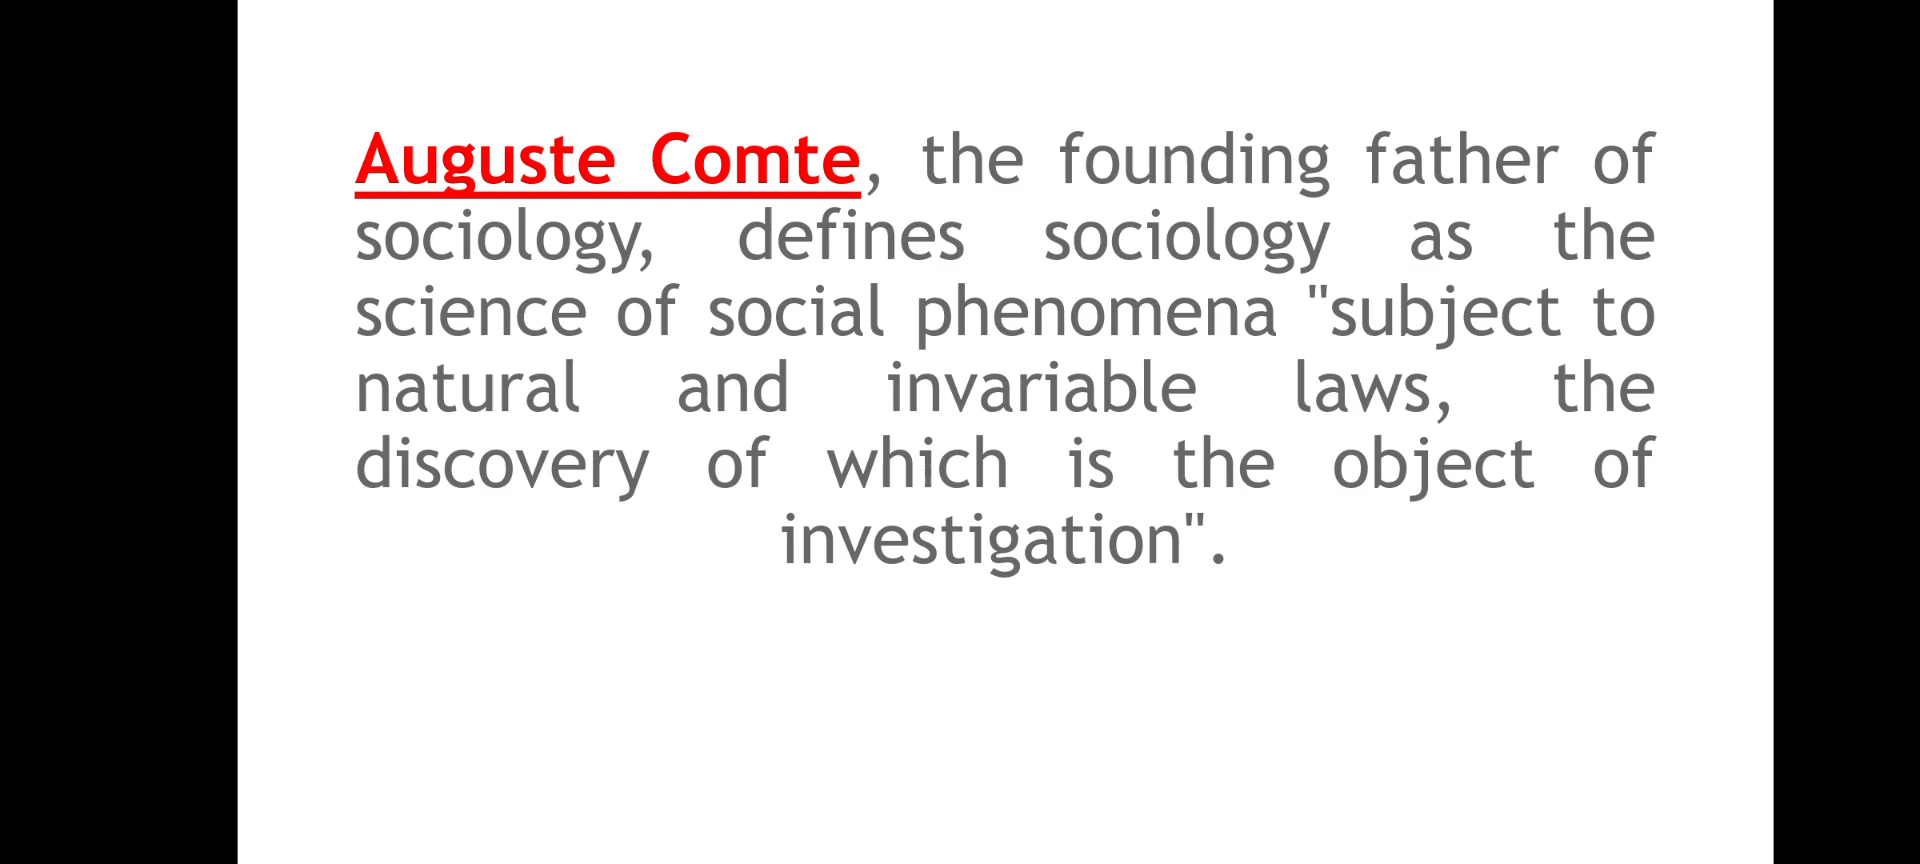 Auguste Comte, the founding father of
sociology, defines sociology as the
science of social phenomena "subject to
natural and invariable laws, the
discovery of which is the object of
investigation".